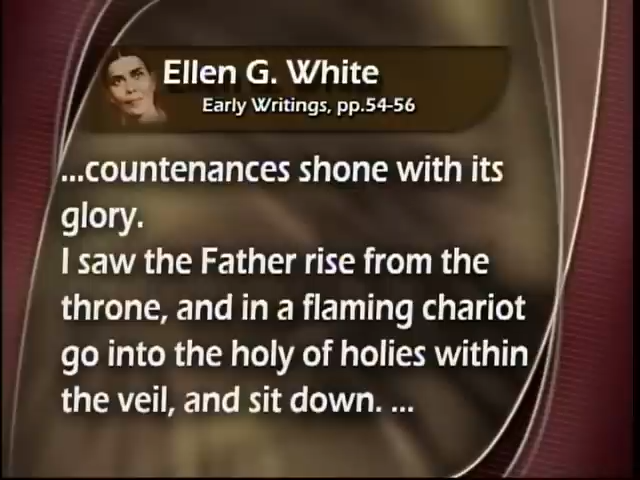 Ellen G. White
Early Writings, pp.54-56
...countenances shone with its
glory.
I saw the Father rise from the
throne, and in a flaming chariot
go into the holy of holies within
the veil, and sit down. ...